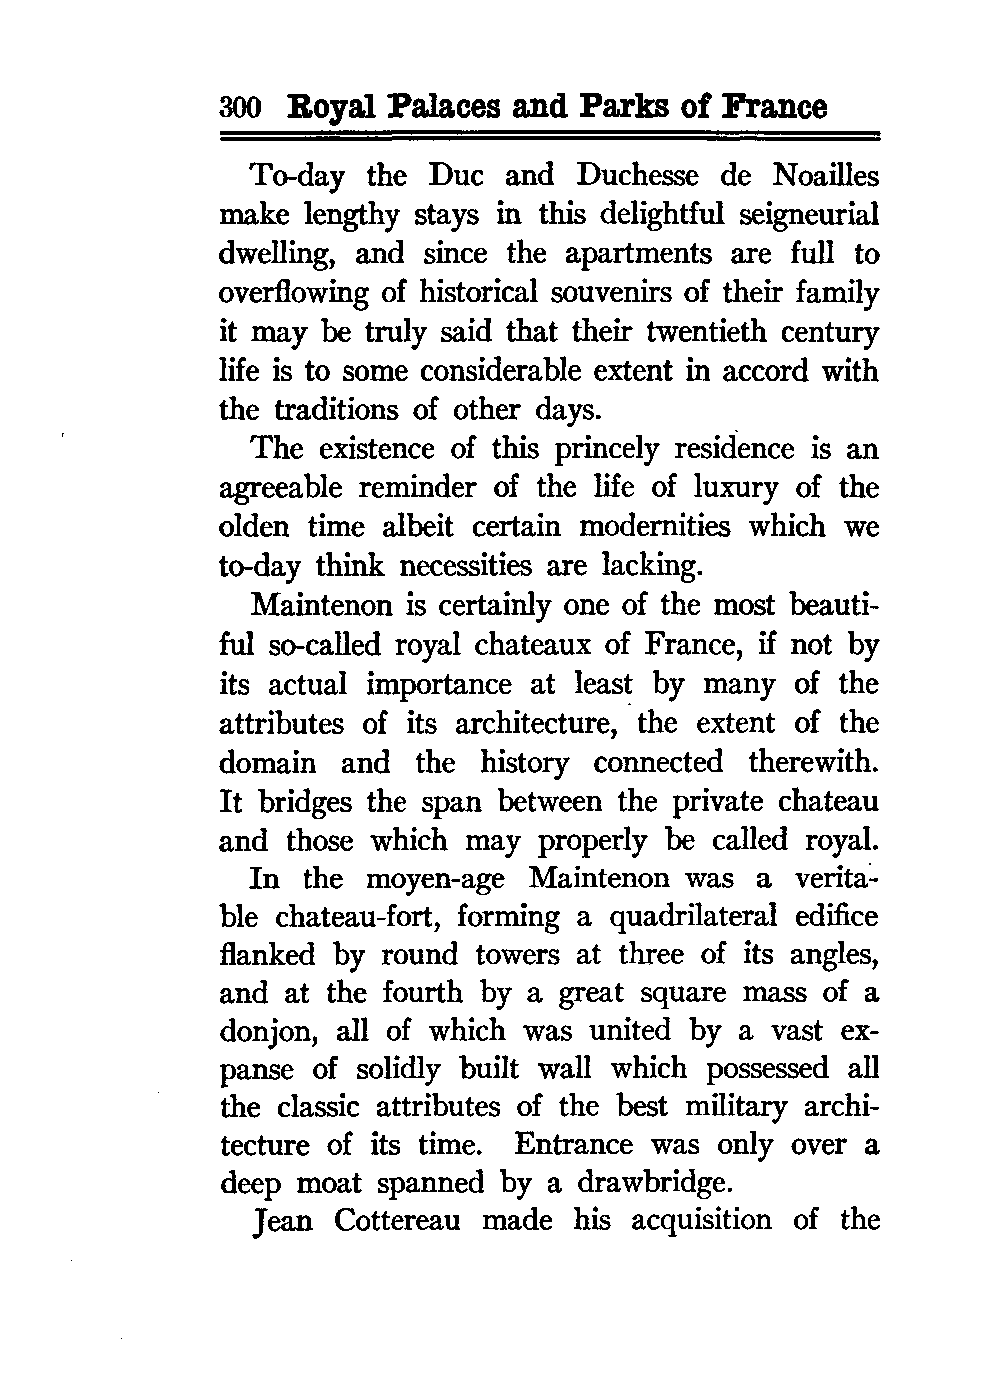 300 Royal Palaces and Parks of France
To-day the Duc and Duchesse de Noailles
make lengthy stays in this delightful seigneurial
dwelling, and since the apartments are full to
overflowing of historical souvenirs of their family
it may be truly said that their twentieth century
life is to some considerable extent in accord with
the traditions of other days.
The existence of this princely residence is an
agreeable reminder of the life of luxury of the
olden time albeit certain modernities which we
to-day think necessities are lacking.
Maintenon is certainly one of the most beauti-
ful so-called royal chateaux of France, if not by
its actual importance at least by many of the
attributes of its architecture, the extent of the
domain and the history connected therewith.
It bridges the span between the private chateau
and those which may properly be called royal.
In the moyen-age Maintenon was a verita-
ble chateau-fort, forming a quadrilateral edifice
flanked by round towers at three of its angles,
and at the fourth by a great square mass of a
donjon, all of which was united by a vast ex-
panse of solidly built wall which possessed all
the classic attributes of the best military archi-
tecture of its time. Entrance was only over a
deep moat spanned by a drawbridge.
Jean Cottereau made his acquisition of the